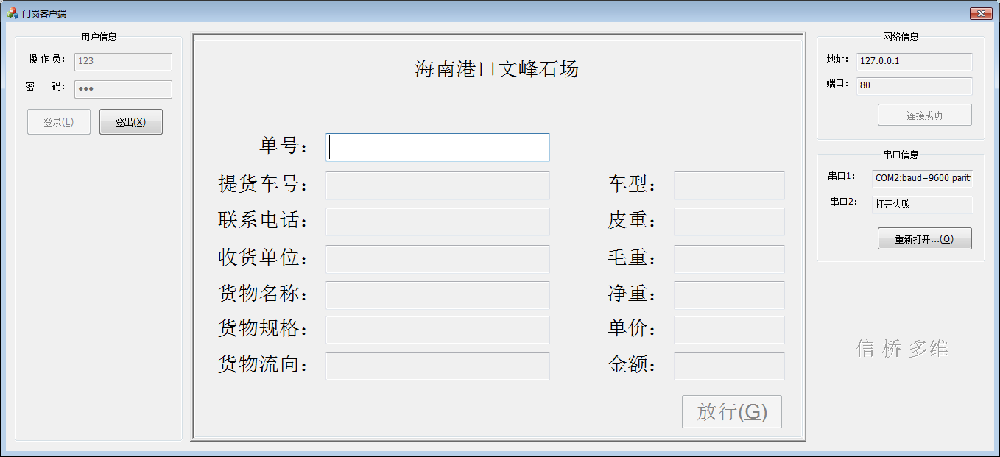 门岗客户端
用户信息
操 作 员：
123
密 码：
●●●
登录(L)
登出(X)
海南港口文峰石场
单号：
提货车号：
车型：
联系电话：
皮重：
收货单位：
毛重：
货物名称：
净重：
货物规格：
单价：
货物流向：
金额：
放行(G)
网络信息
地址：
127.0.0.1
端口：
80
连接成功
串口信息
串口1：
COM2:baud=9600 parity
串口2：
打开失败
重新打开...(O)
信 桥 多维